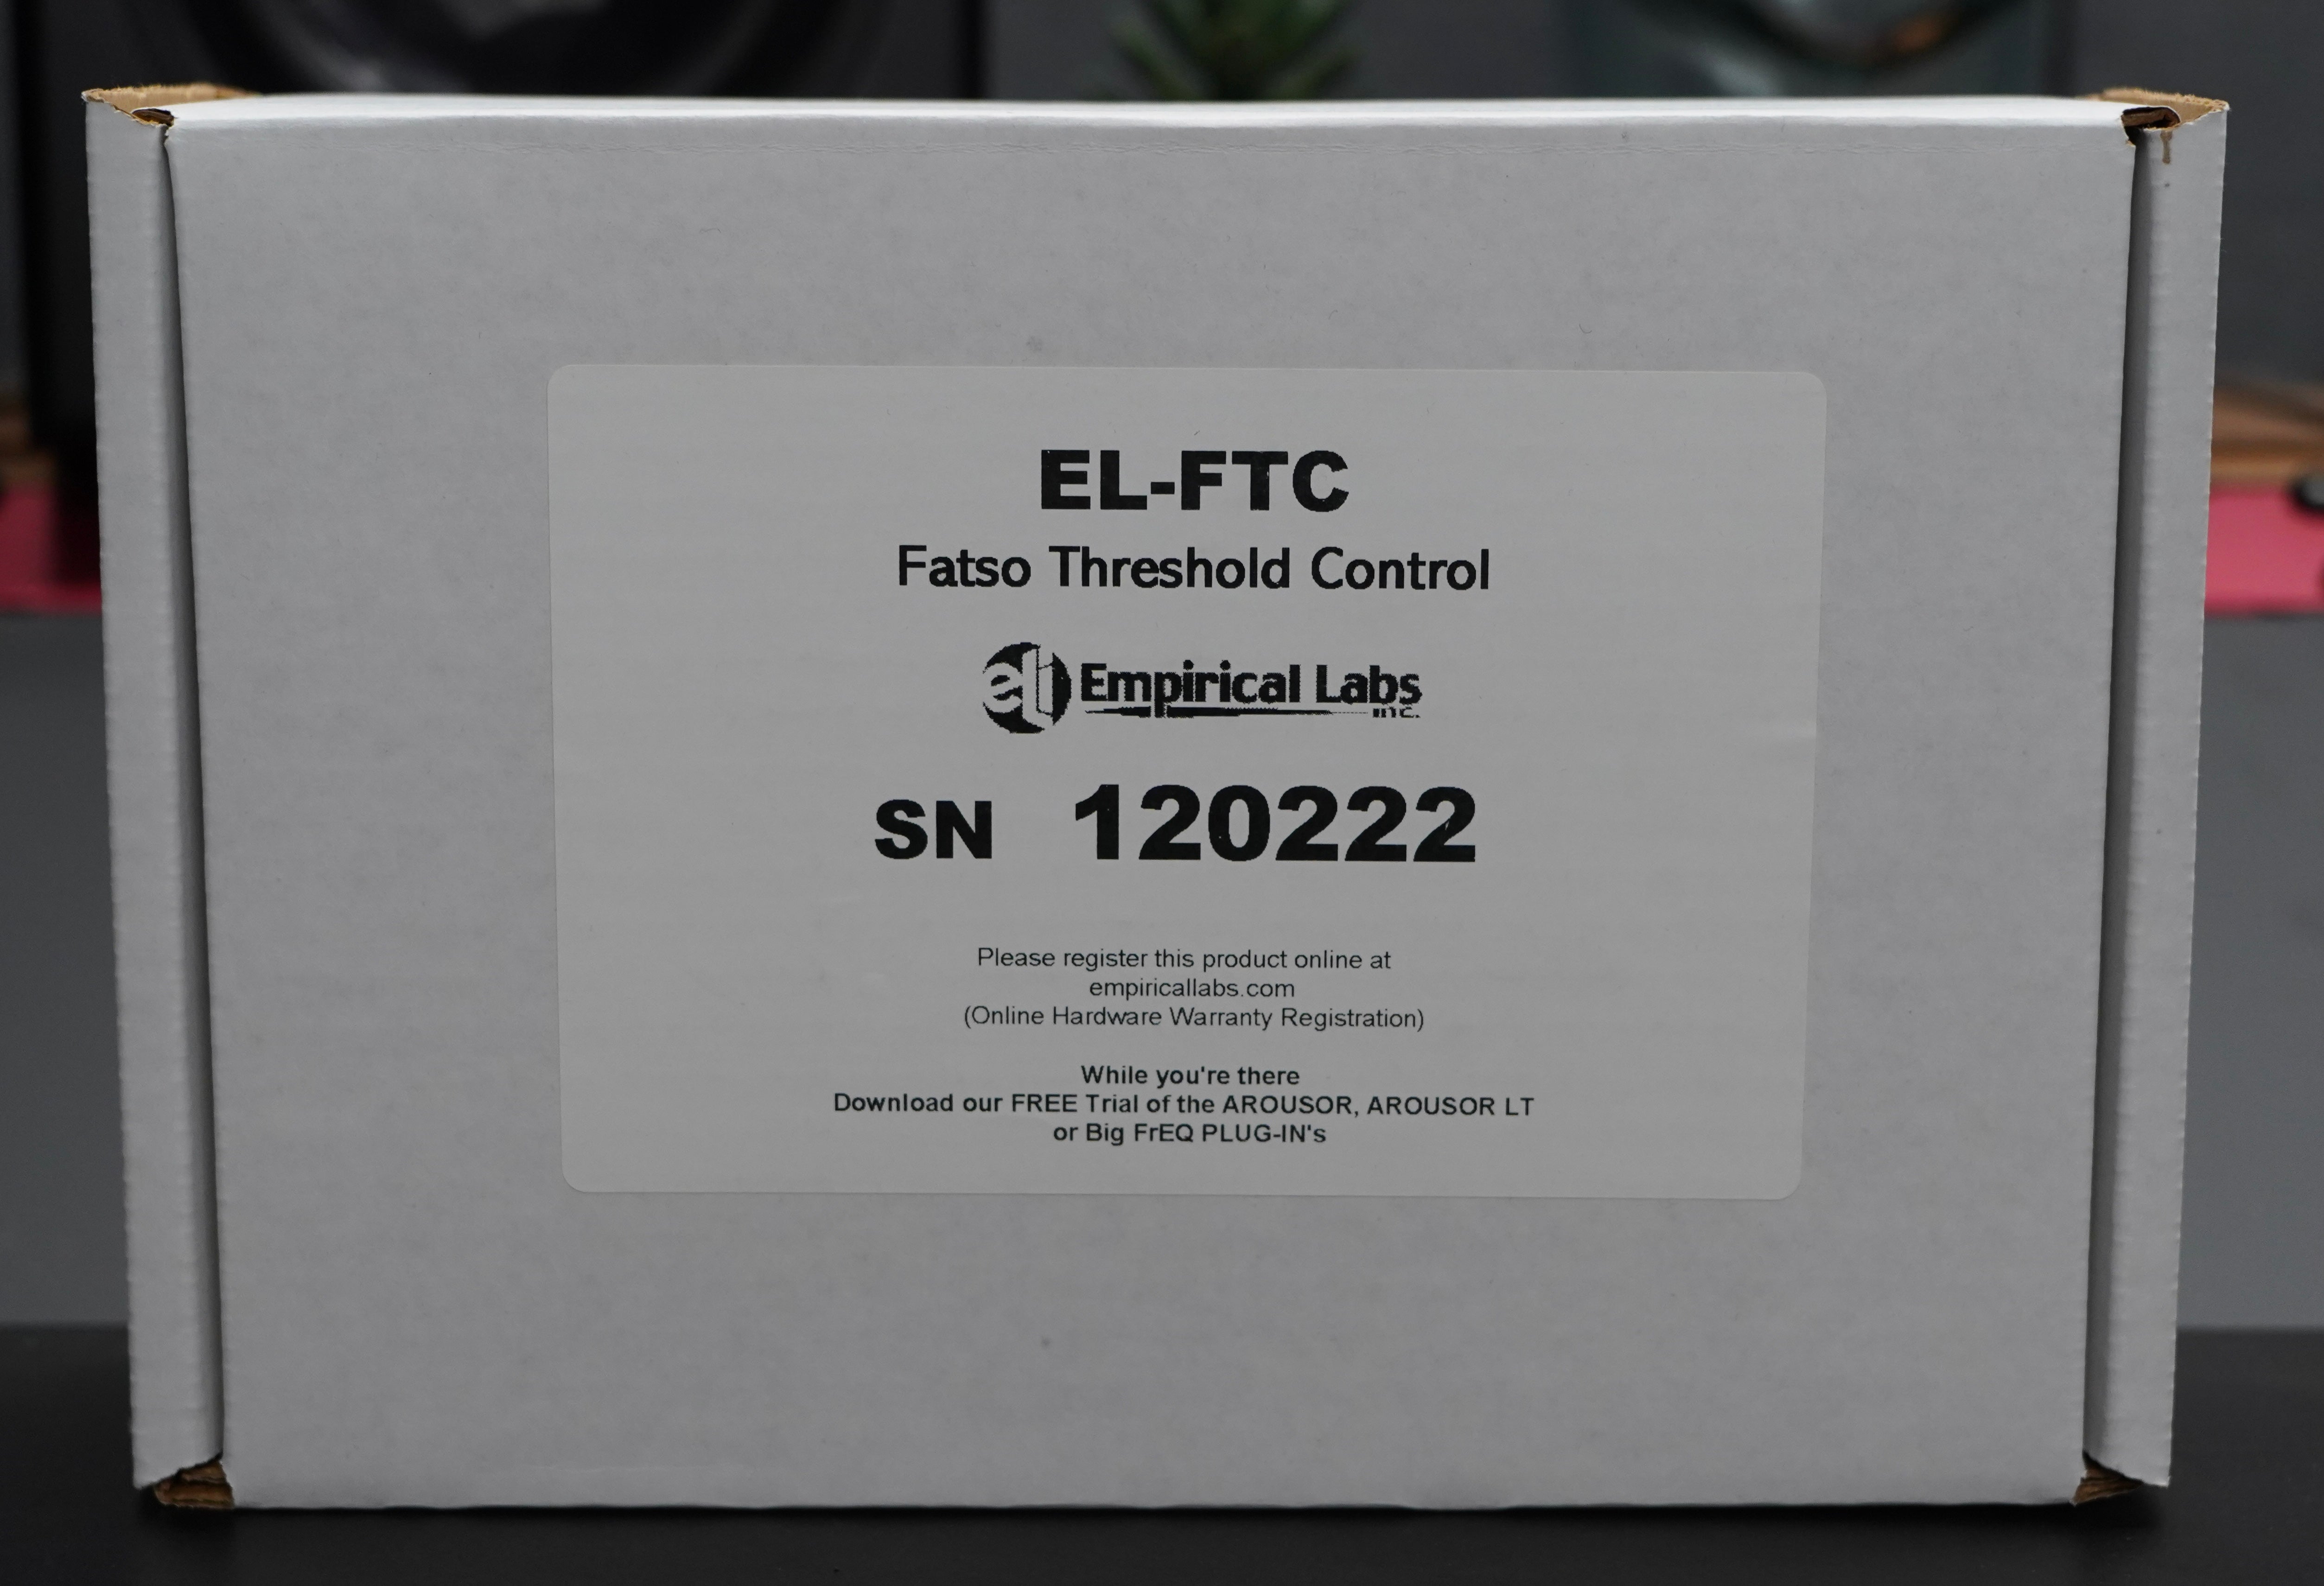 EL-FTC
Fatso Threshold Control
el Empirical Labs
inc.
SN 120222
Please register this product online at
empiricallabs.com
(Online Hardware Warranty Registration)
While you're there
Download our FREE Trial of the AROUSOR, AROUSOR LT
or Big FrEQ PLUG-IN's